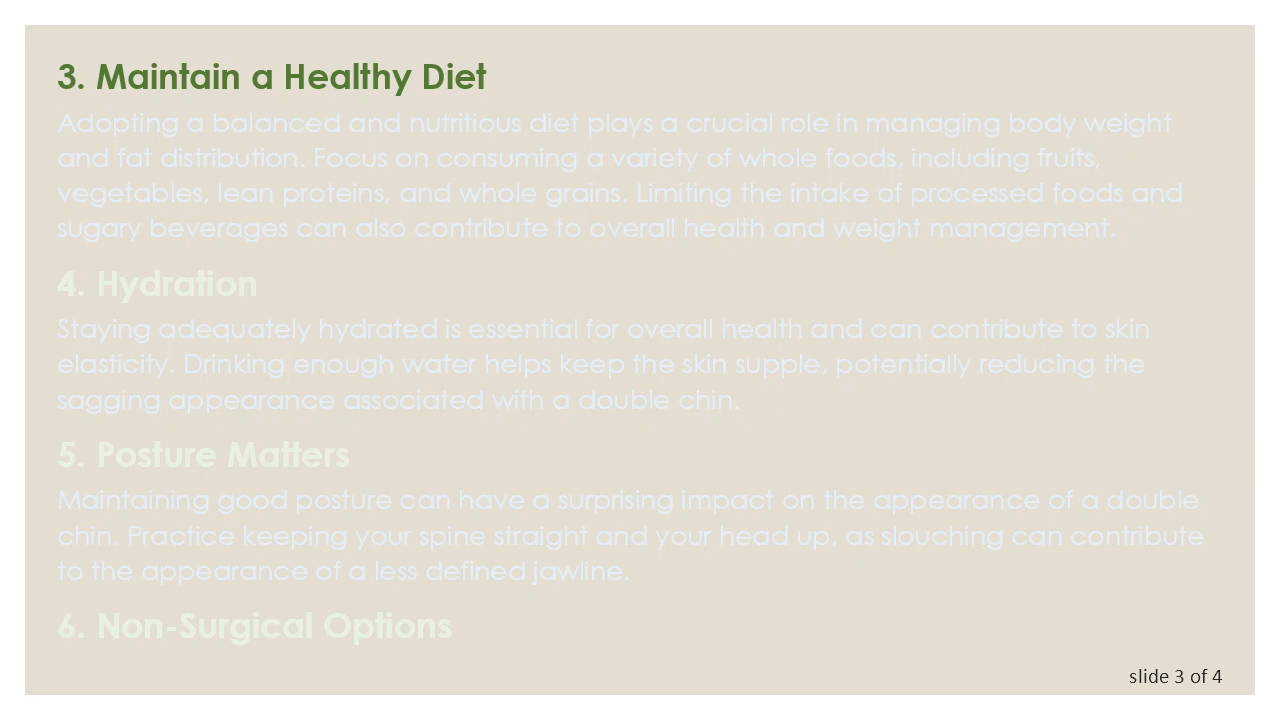 3. Maintain a Healthy Diet
Adopting a balanced and nutritious diet plays a crucial role in managing body weight
and fat distribution. Focus on consuming a variety of whole foods, including fruits,
vegetables, lean proteins, and whole grains. Limiting the intake of processed foods and
sugary beverages can also contribute to overall health and weight management.
4. Hydration
Staying adequately hydrated is essential for overall health and can contribute to skin
elasticity. Drinking enough water helps keep the skin supple, potentially reducing the
sagging appearance associated with a double chin.
5. Posture Matters
Maintaining good posture can have a surprising impact on the appearance of a double
chin. Practice keeping your spine straight and your head up, as slouching can contribute
to the appearance of a less defined jawline.
6. Non-Surgical Options
slide 3 of 4